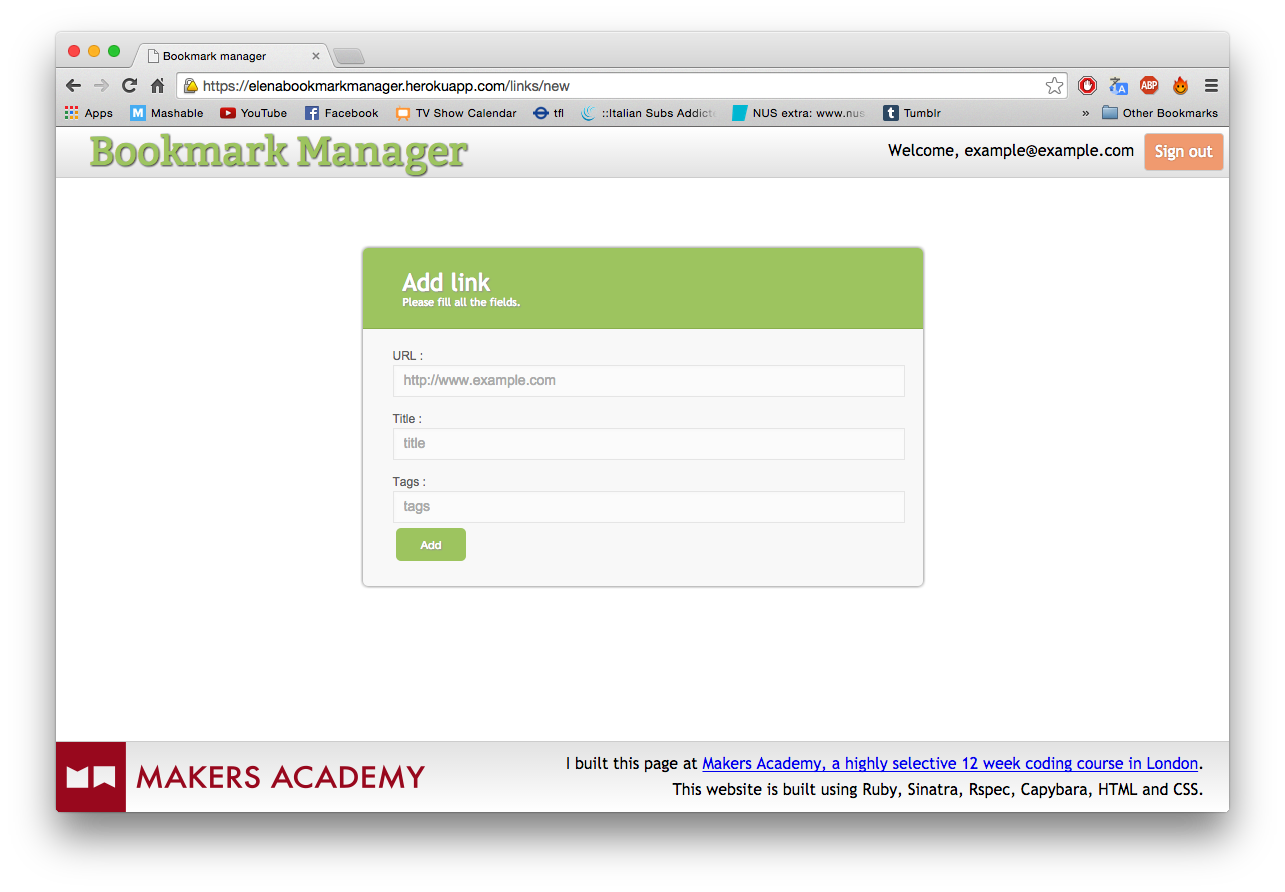 Bookmark manager
https://elenabookmarkmanager.herokuapp.com/links/new
ABP
Apps M Mashable YouTube f Facebook TV Show Calendar tfl ::Italian Subs Addict NUS extra: www.nus t Tumblr » Other Bookmarks
Bookmark Manager
Welcome, example@example.com Sign out
Add link
Please fill all the fields.
URL :
http://www.example.com
Title :
title
Tags :
tags
Add
MAKERS ACADEMY
I built this page at Makers Academy, a highly selective 12 week coding course in London.
This website is built using Ruby, Sinatra, Rspec, Capybara, HTML and CSS.